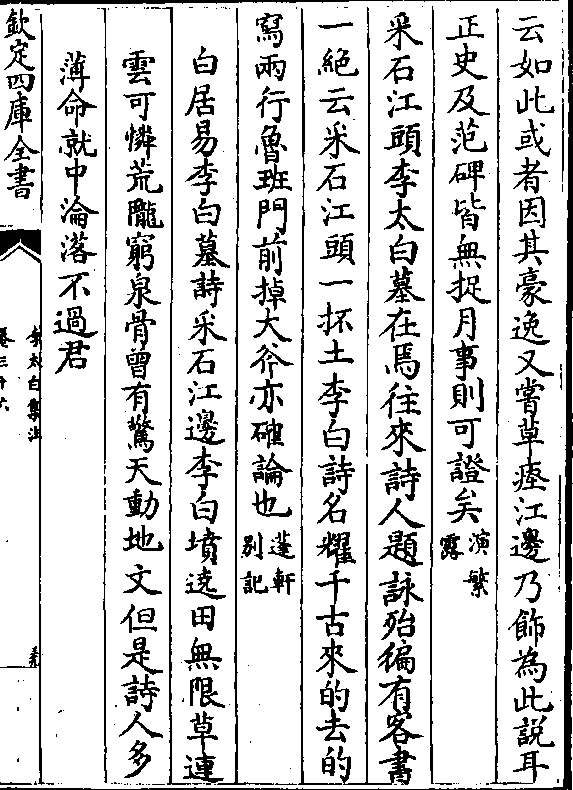 云如此或者因其豪逸又嘗草瘞江邊乃飾為此說耳
正史及范碑皆無捉月事則可證矣演繁露
采石江頭李太白墓在焉往來詩人題詠殆徧有客書
一絕云采石江頭一抔土李白詩名耀千古來的去的
寫兩行魯班門前掉大斧亦確論也蓬軒別記
白居易李白墓詩采石江邊李白墳遶田無限草連
雲可憐荒隴窮泉骨曽有驚天動地文但是詩人多
薄命就中淪落不過君
欽定四庫全書
李太白集注
卷三十六